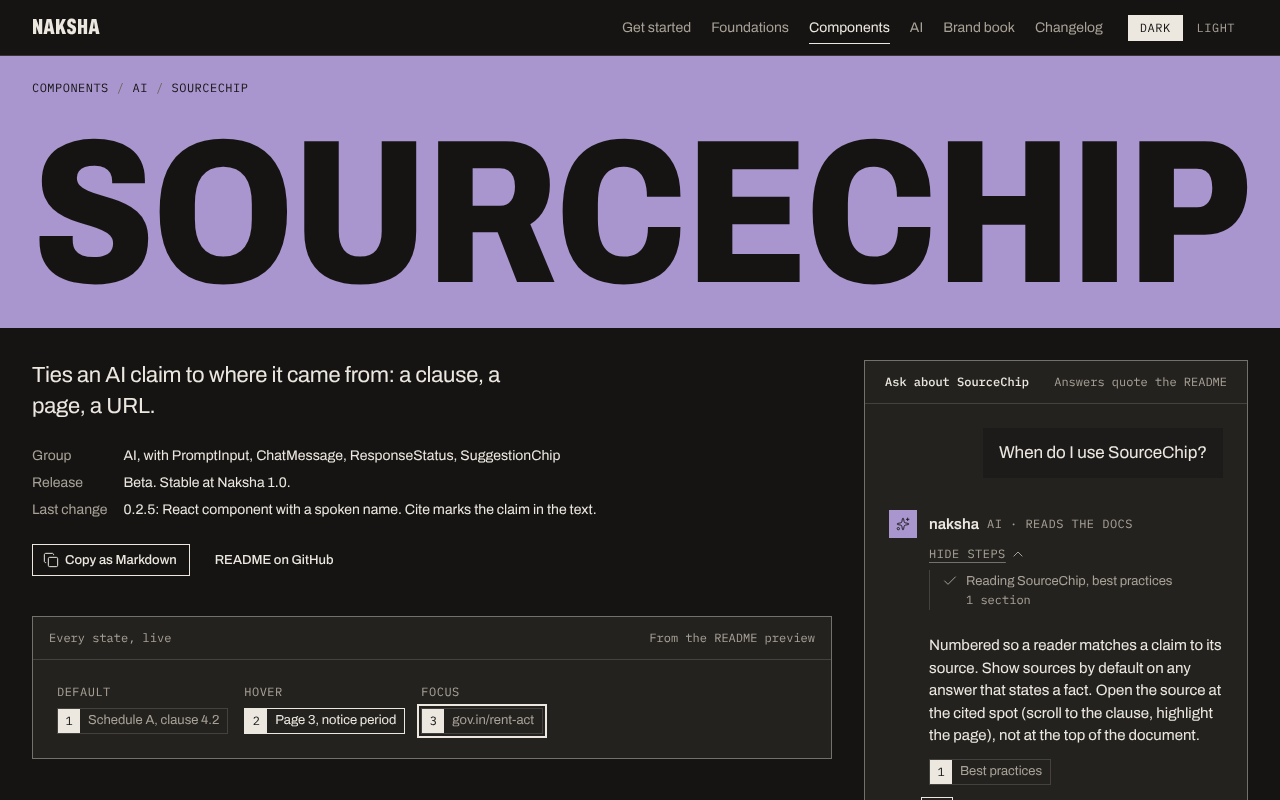 NAKSHA
Get started Foundations Components AI Brand book Changelog DARK LIGHT
COMPONENTS / AI / SOURCECHIP
SOURCECHIP
Ties an AI claim to where it came from: a clause, a
page, a URL.
Group AI, with PromptInput, ChatMessage, ResponseStatus, SuggestionChip
Release Beta. Stable at Naksha 1.0.
Last change 0.2.5: React component with a spoken name. Cite marks the claim in the text.
Copy as Markdown README on GitHub
Every state, live From the README preview
DEFAULT HOVER FOCUS
1 Schedule A, clause 4.2 2 Page 3, notice period 3 gov.in/rent-act
Ask about SourceChip Answers quote the README
When do I use SourceChip?
naksha AI · READS THE DOCS
HIDE STEPS
Reading SourceChip, best practices
1 section
Numbered so a reader matches a claim to its
source. Show sources by default on any
answer that states a fact. Open the source at
the cited spot (scroll to the clause, highlight
the page), not at the top of the document.
1 Best practices